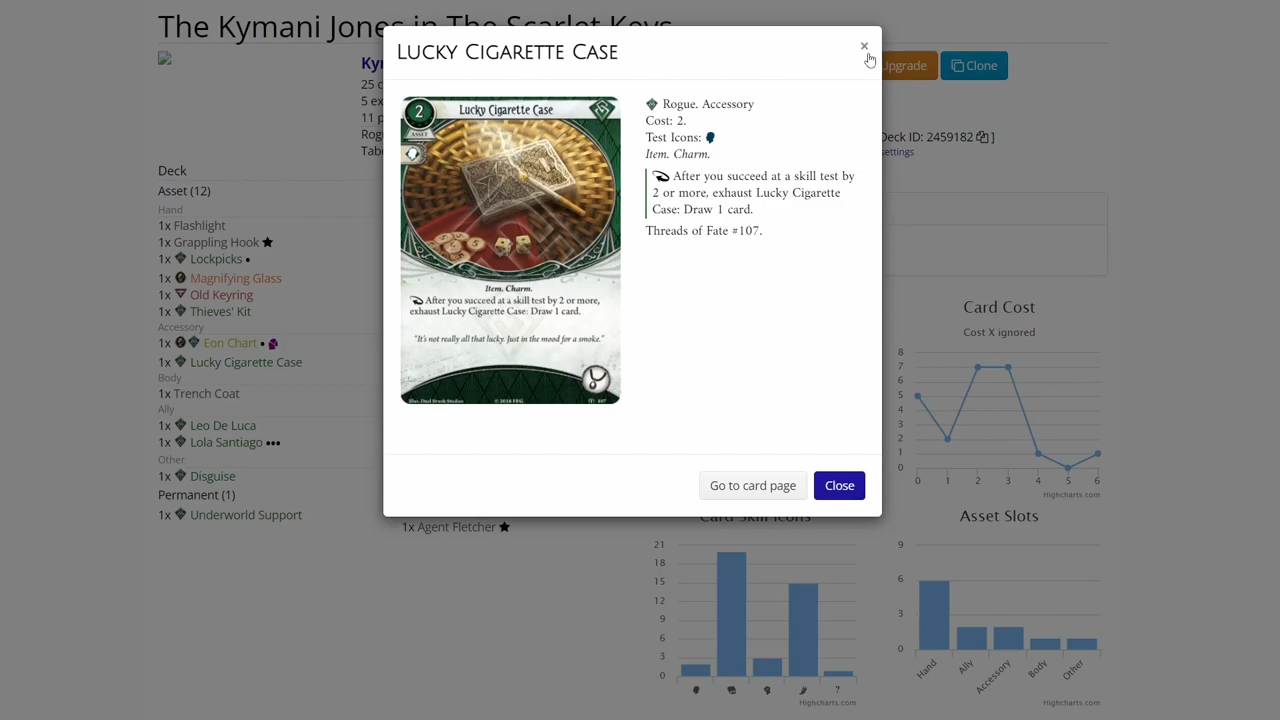 The Kymani Jones in The Scarlet Keys
LUCKY CIGARETTE CASE
×
Upgrade
Clone
25 c
5 ex
11 p
Deck ID: 2459182
]
settings
Deck
Asset (12)
Hand
1x Flashlight
1x Grappling Hook
1x Lockpicks
1x Magnifying Glass
1x Old Keyring
1x Thieves' Kit
Accessory
1x Eon Chart
1x Lucky Cigarette Case
Body
1x Trench Coat
Ally
1x Leo De Luca
1x Lola Santiago
Other
1x Disguise
Permanent (1)
1x Underworld Support
1x Agent Fletcher
2
Lucky Cigarette Case
ASSET
Item. Charm.
After you succeed at a skill test by 2 or more,
exhaust Lucky Cigarette Case: Draw 1 card.
"It's not really all that lucky. Just in the mood for a smoke."
Illus. Dual Brush Studios
© 2018 FFG
107
Rogue. Accessory
Cost: 2.
Test Icons:
Item. Charm.
After you succeed at a skill test by
2 or more, exhaust Lucky Cigarette
Case: Draw 1 card.
Threads of Fate #107.
Go to card page
Close
Card Cost
Cost X ignored
8
7
6
5
4
3
2
1
0
0 1 2 3 4 5 6
Highcharts.com
Card Skill Icons
21
18
15
12
9
6
3
0
?
Highcharts.com
Asset Slots
9
6
3
0
Hand
Ally
Accessory
Body
Other
Highcharts.com